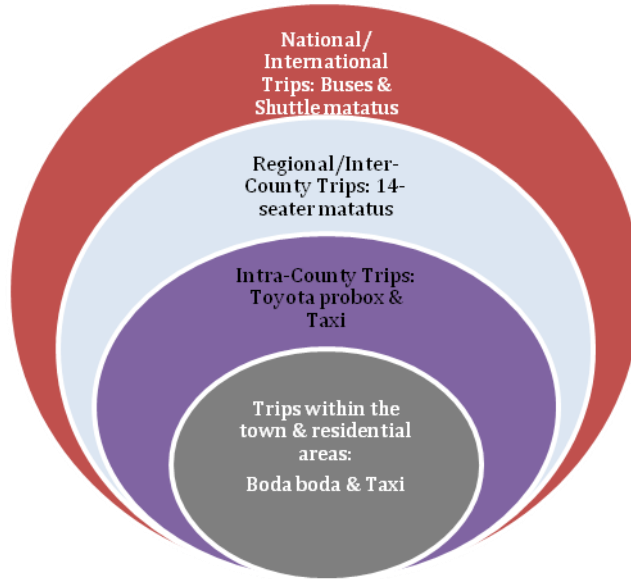 National/
International
Trips: Buses &
Shuttle matatus
Regional/Inter-
County Trips: 14-
seater matatus
Intra-County Trips:
Toyota probox &
Taxi
Trips within the
town & residential
areas:
Boda boda & Taxi